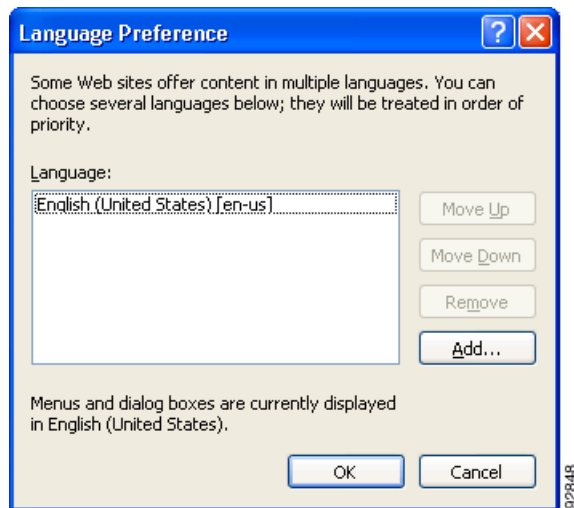 Language Preference
Some Web sites offer content in multiple languages. You can
choose several languages below; they will be treated in order of
priority.
Language:
English (United States) [en-us]
Move Up
Move Down
Remove
Add...
Menus and dialog boxes are currently displayed
in English (United States).
OK
Cancel
92848